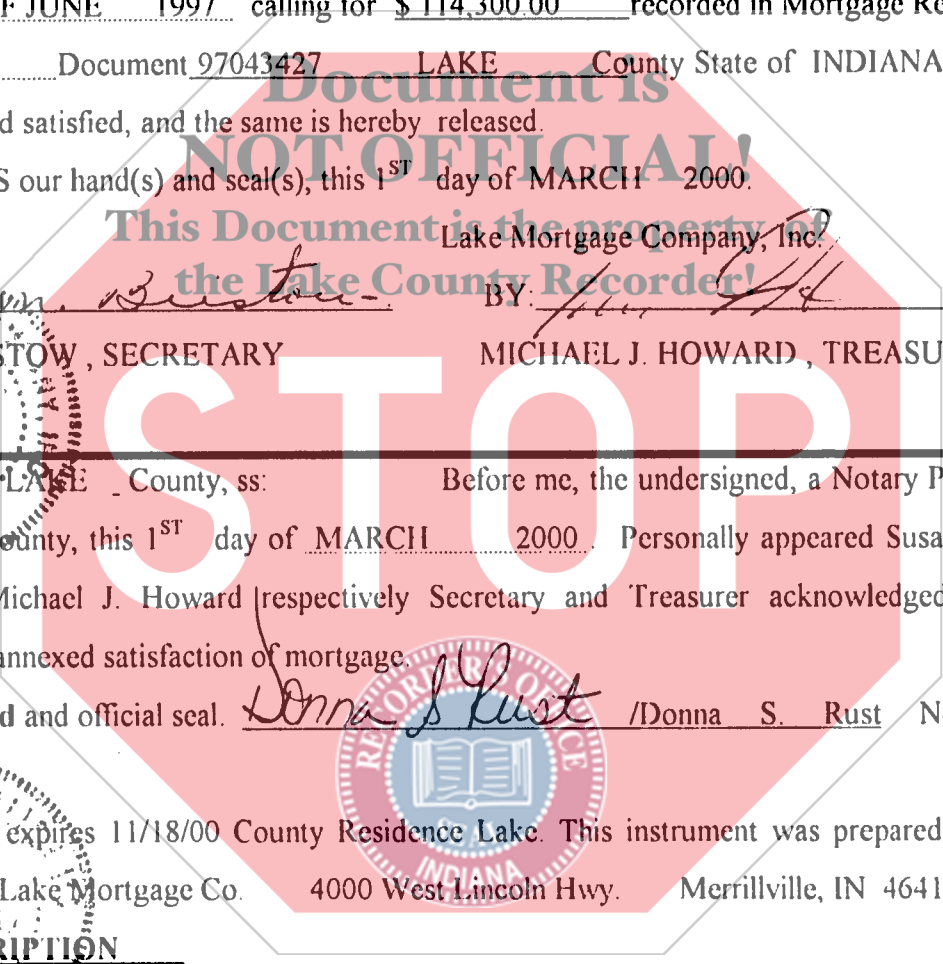 F JUNE 1997 calling for $ 114,300.00 recorded in Mortgage Re
Document 97043427 LAKE County State of INDIANA
Document is
d satisfied, and the same is hereby released.
NOT OFFICIAL!
S our hand(s) and seal(s), this 1ST day of MARCH 2000.
This Document is the property of
Lake Mortgage Company, Inc.
the Lake County Recorder!
BY:
STOW , SECRETARY MICHAEL J. HOWARD , TREASU
STOP
LAKE County, ss: Before me, the undersigned, a Notary P
ounty, this 1ST day of MARCH 2000 . Personally appeared Susa
Michael J. Howard respectively Secretary and Treasurer acknowledged
annexed satisfaction of mortgage.
d and official seal. Donna S Rust /Donna S. Rust N
RECORDER'S OFFICE
SEAL
INDIANA
expires 11/18/00 County Residence Lake. This instrument was prepared
Lake Mortgage Co. 4000 West Lincoln Hwy. Merrillville, IN 4641
RIPTION